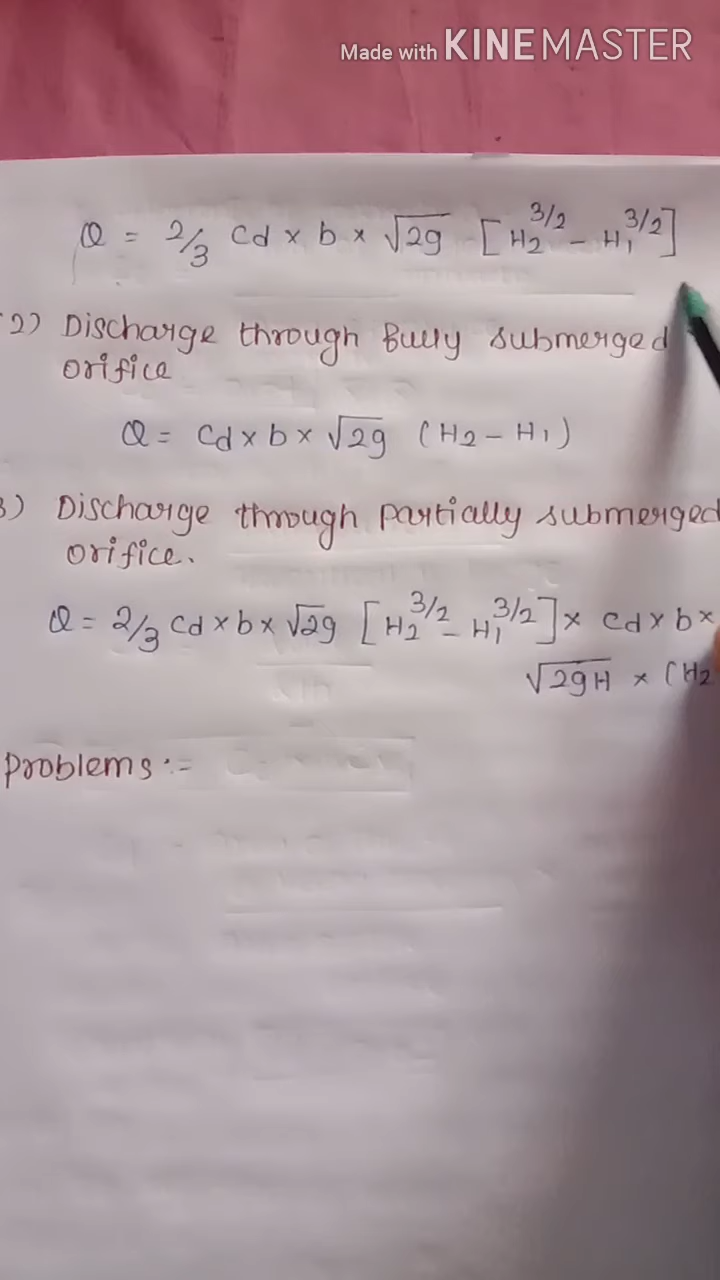 Made with KINEMASTER
Q = 2/3 Cd × b × √2g [H₂^3/2 − H₁^3/2]
2) Discharge through fully submerged
orifice
Q = Cd × b × √2g (H2 − H1)
3) Discharge through partially submerged
orifice.
Q = 2/3 Cd × b × √2g [H₂^3/2 − H₁^3/2] × Cd × b ×
√2gH × (H2
problems :-